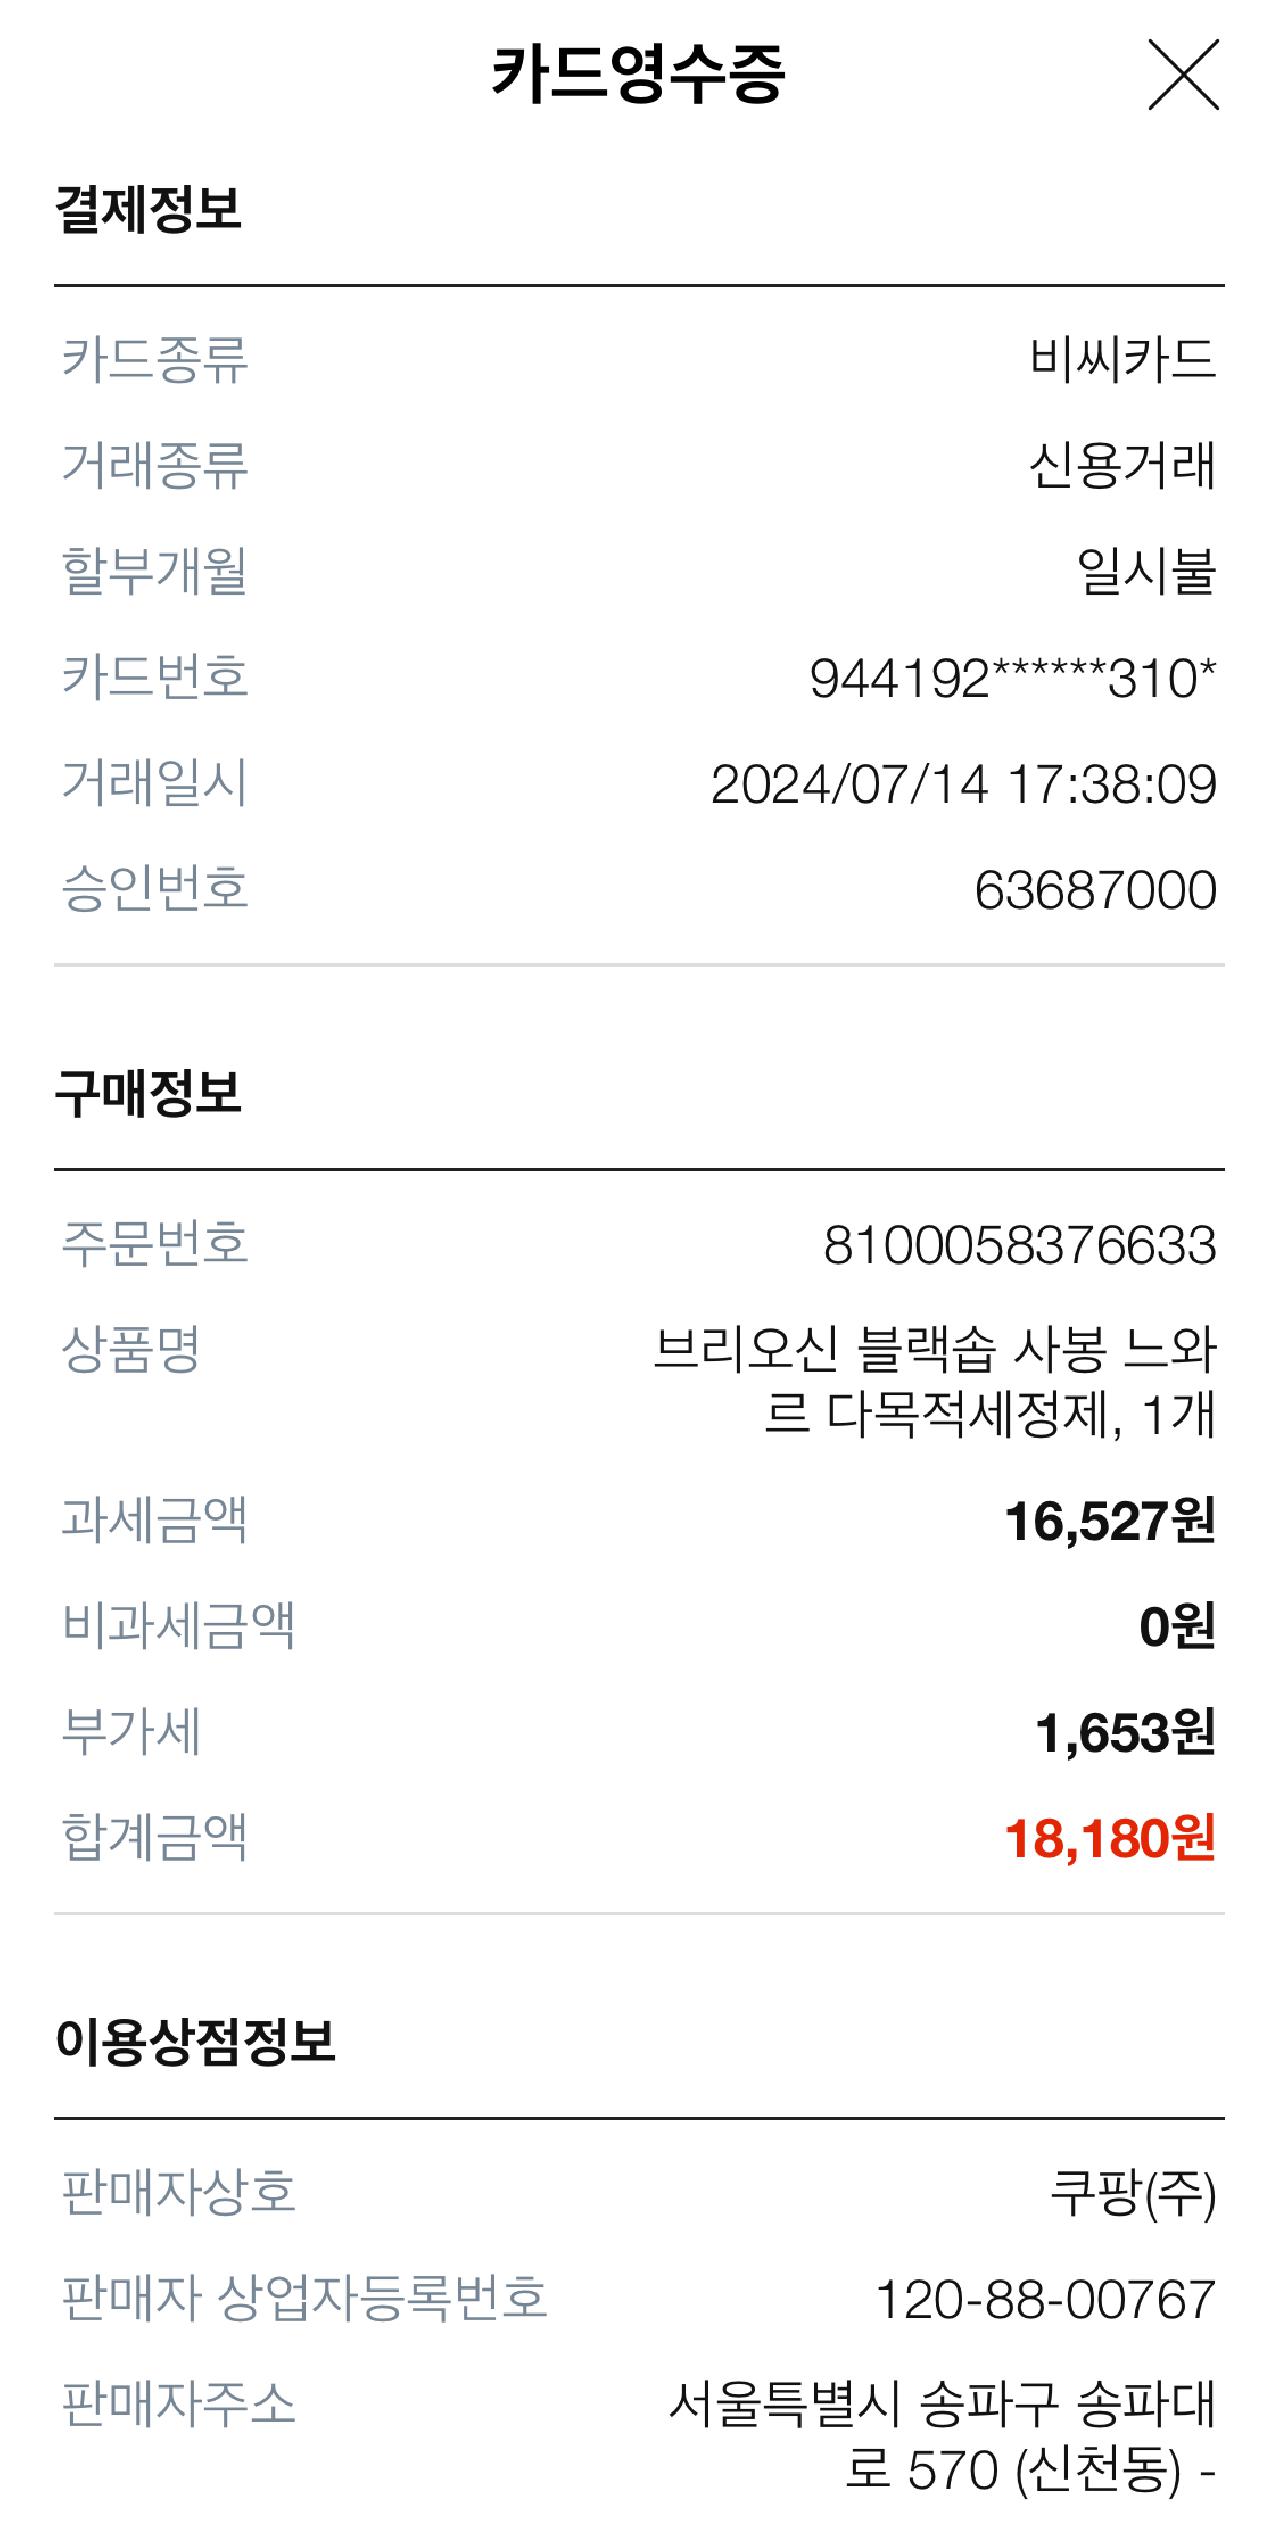 카드영수증
결제정보
카드종류 비씨카드
거래종류 신용거래
할부개월 일시불
카드번호 944192******310*
거래일시 2024/07/14 17:38:09
승인번호 63687000
구매정보
주문번호 8100058376633
상품명 브리오신 블랙솝 사봉 느와
르 다목적세정제, 1개
과세금액 16,527원
비과세금액 0원
부가세 1,653원
합계금액 18,180원
이용상점정보
판매자상호 쿠팡(주)
판매자 상업자등록번호 120-88-00767
판매자주소 서울특별시 송파구 송파대
로 570 (신천동) -